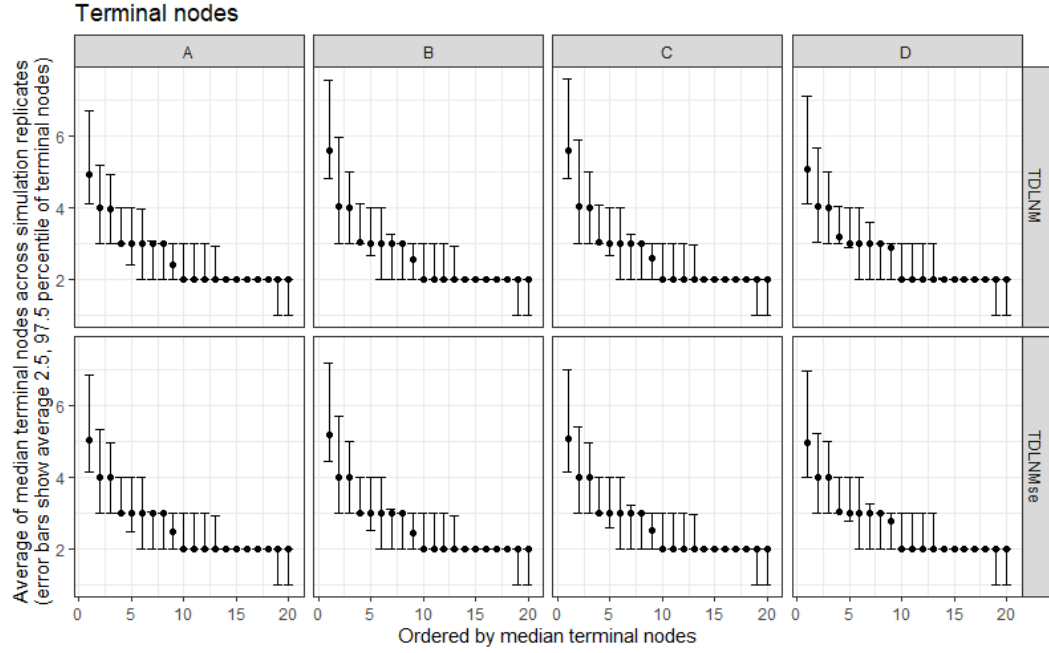 Terminal nodes
A B C D
Average of median terminal nodes across simulation replicates
(error bars show average 2.5, 97.5 percentile of terminal nodes)
6
4
2
TDLNM
6
4
2
TDLNMse
0 5 10 15 20 0 5 10 15 20 0 5 10 15 20 0 5 10 15 20
Ordered by median terminal nodes